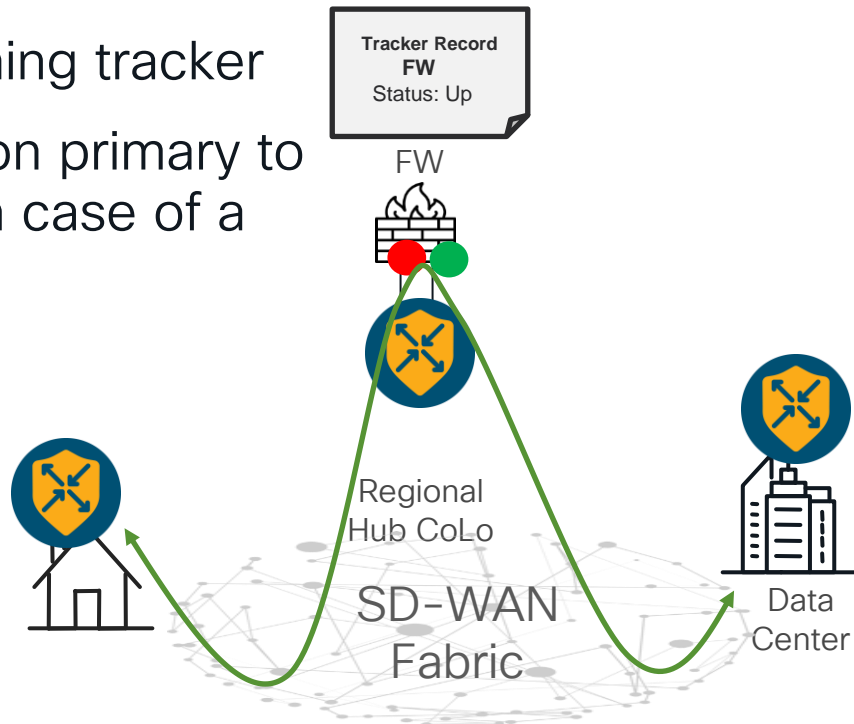 ing tracker
on primary to
case of a
Tracker Record
FW
Status: Up
FW
Regional
Hub CoLo
SD-WAN
Fabric
Data
Center